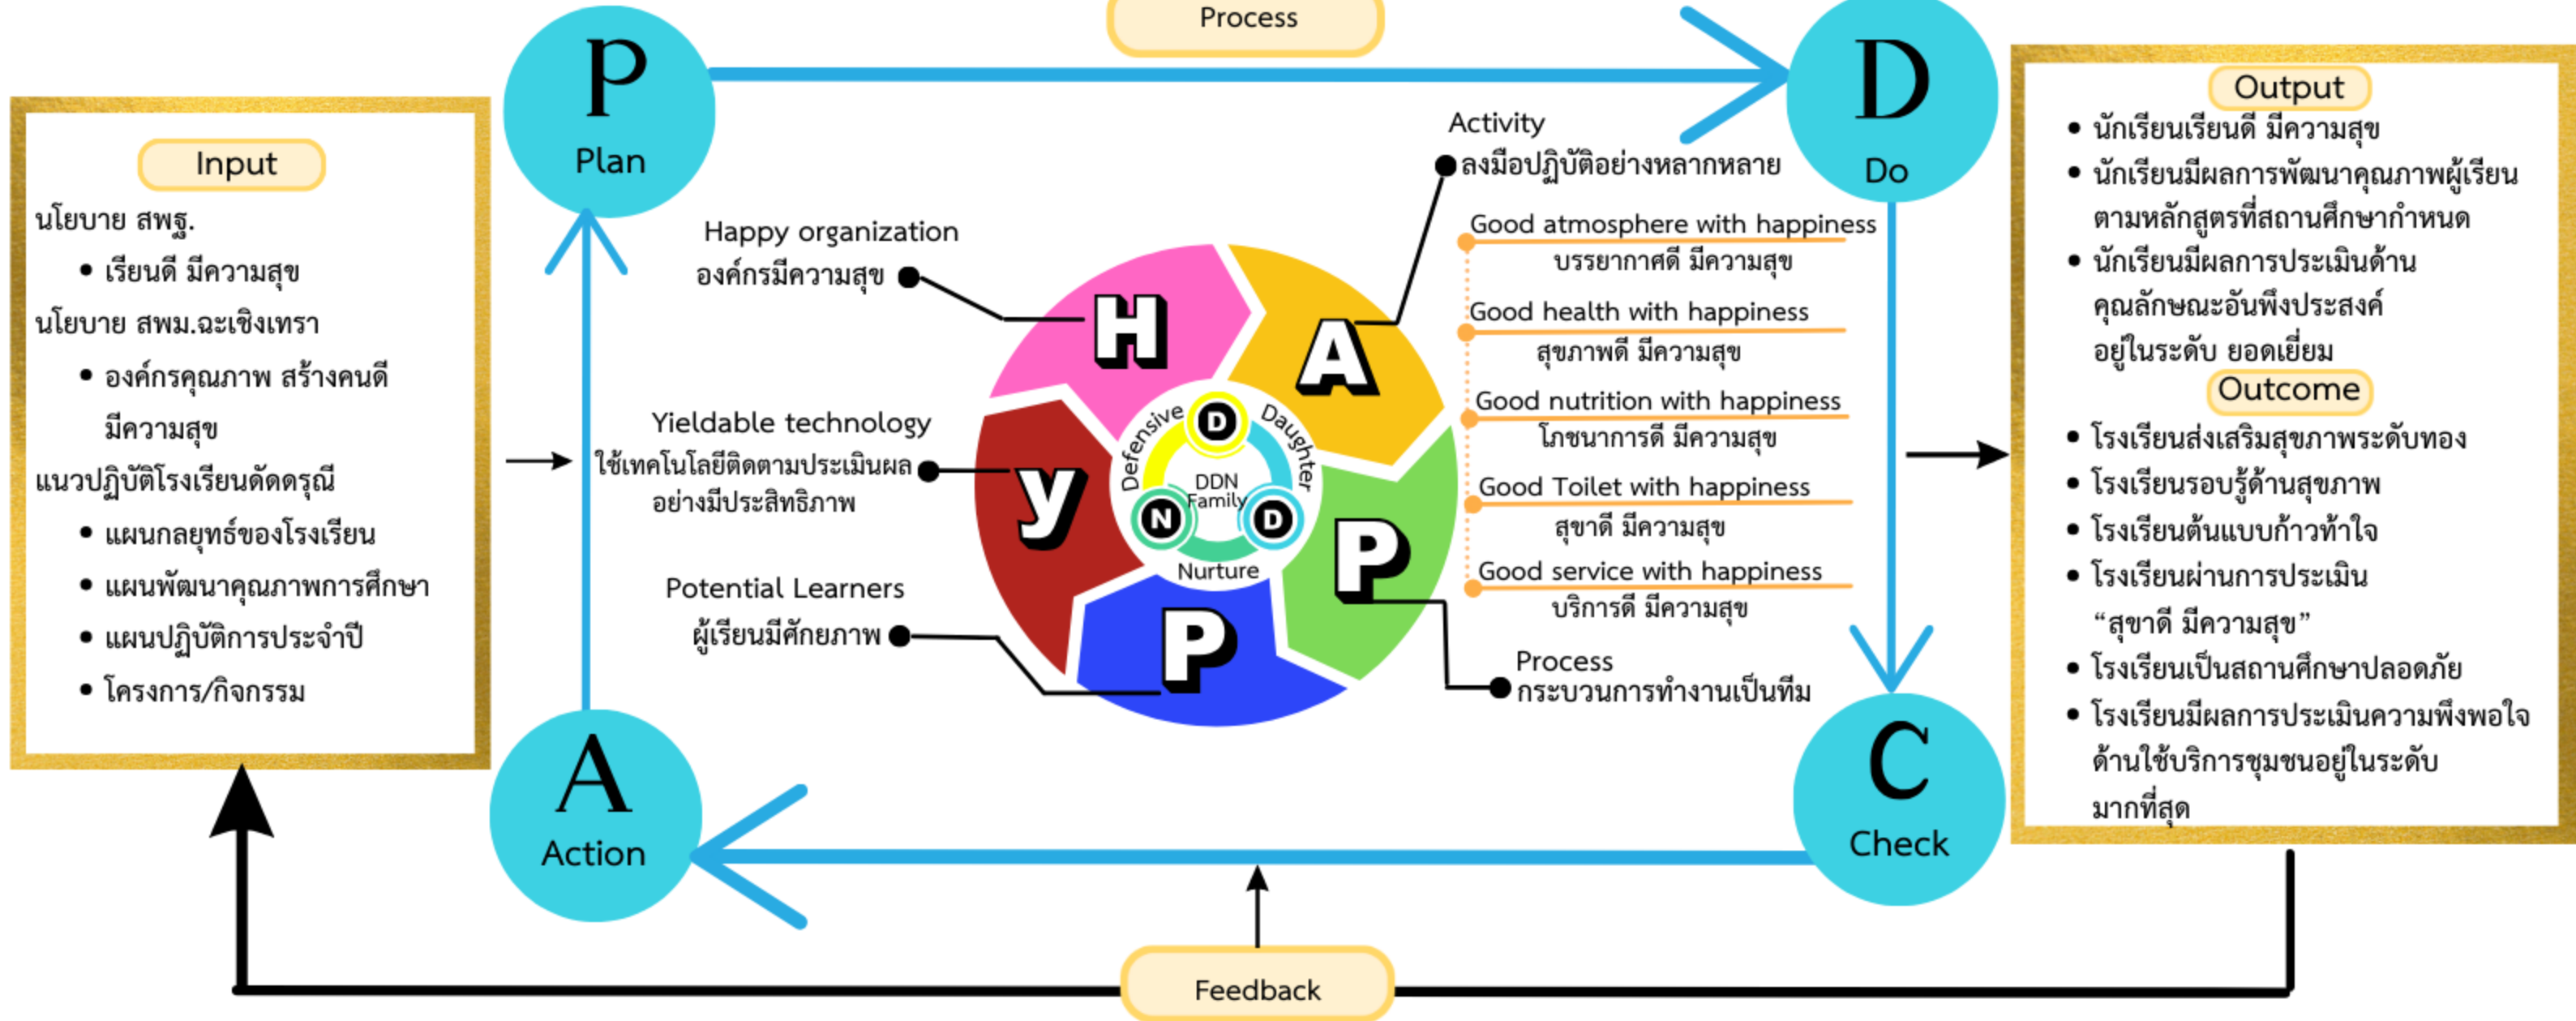 Process
P
Plan
D
Do
Input
นโยบาย สพฐ.
• เรียนดี มีความสุข
นโยบาย สพม.ฉะเชิงเทรา
• องค์กรคุณภาพ สร้างคนดี
มีความสุข
แนวปฏิบัติโรงเรียนดัดดรุณี
• แผนกลยุทธ์ของโรงเรียน
• แผนพัฒนาคุณภาพการศึกษา
• แผนปฏิบัติการประจำปี
• โครงการ/กิจกรรม
Happy organization
องค์กรมีความสุข
Yieldable technology
ใช้เทคโนโลยีติดตามประเมินผล
อย่างมีประสิทธิภาพ
Potential Learners
ผู้เรียนมีศักยภาพ
H
A
P
P
y
Defensive
Daughter
Nurture
D
D
N
DDN
Family
Activity
ลงมือปฏิบัติอย่างหลากหลาย
Good atmosphere with happiness
บรรยากาศดี มีความสุข
Good health with happiness
สุขภาพดี มีความสุข
Good nutrition with happiness
โภชนาการดี มีความสุข
Good Toilet with happiness
สุขาดี มีความสุข
Good service with happiness
บริการดี มีความสุข
Process
กระบวนการทำงานเป็นทีม
Output
• นักเรียนเรียนดี มีความสุข
• นักเรียนมีผลการพัฒนาคุณภาพผู้เรียน
ตามหลักสูตรที่สถานศึกษากำหนด
• นักเรียนมีผลการประเมินด้าน
คุณลักษณะอันพึงประสงค์
อยู่ในระดับ ยอดเยี่ยม
Outcome
• โรงเรียนส่งเสริมสุขภาพระดับทอง
• โรงเรียนรอบรู้ด้านสุขภาพ
• โรงเรียนต้นแบบก้าวท้าใจ
• โรงเรียนผ่านการประเมิน
“สุขาดี มีความสุข”
• โรงเรียนเป็นสถานศึกษาปลอดภัย
• โรงเรียนมีผลการประเมินความพึงพอใจ
ด้านใช้บริการชุมชนอยู่ในระดับ
มากที่สุด
A
Action
C
Check
Feedback